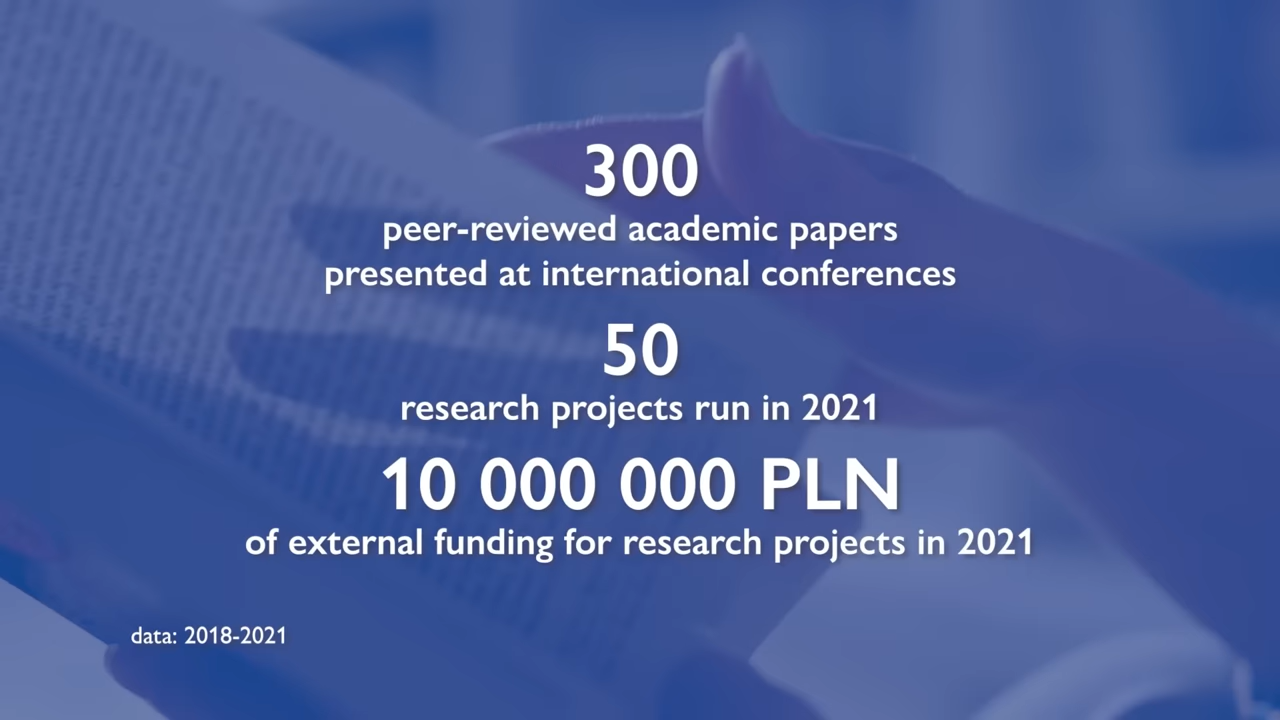 300
peer-reviewed academic papers
presented at international conferences
50
research projects run in 2021
10 000 000 PLN
of external funding for research projects in 2021
data: 2018-2021